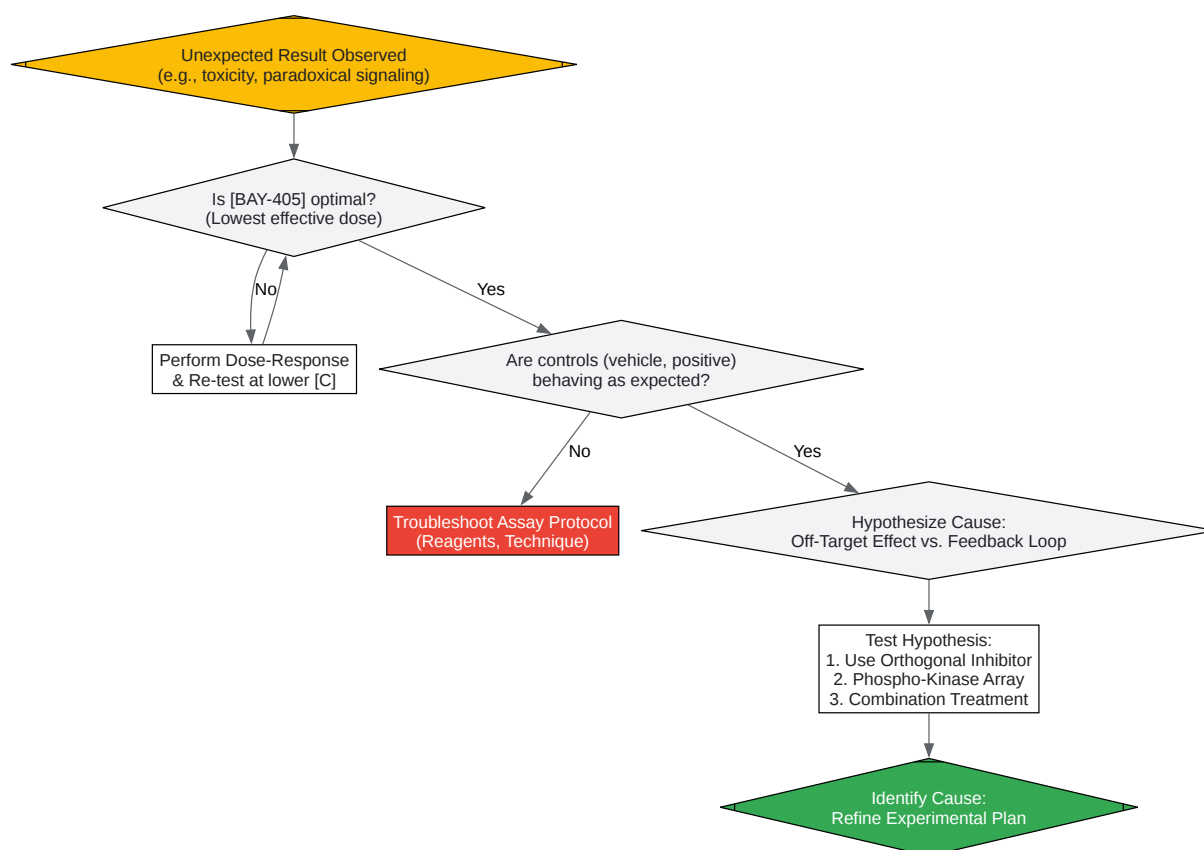 Unexpected Result Observed
(e.g., toxicity, paradoxical signaling)
Is [BAY-405] optimal?
(Lowest effective dose)
No
Yes
Perform Dose-Response
& Re-test at lower [C]
Are controls (vehicle, positive)
behaving as expected?
No
Yes
Troubleshoot Assay Protocol
(Reagents, Technique)
Hypothesize Cause:
Off-Target Effect vs. Feedback Loop
Test Hypothesis:
1. Use Orthogonal Inhibitor
2. Phospho-Kinase Array
3. Combination Treatment
Identify Cause:
Refine Experimental Plan